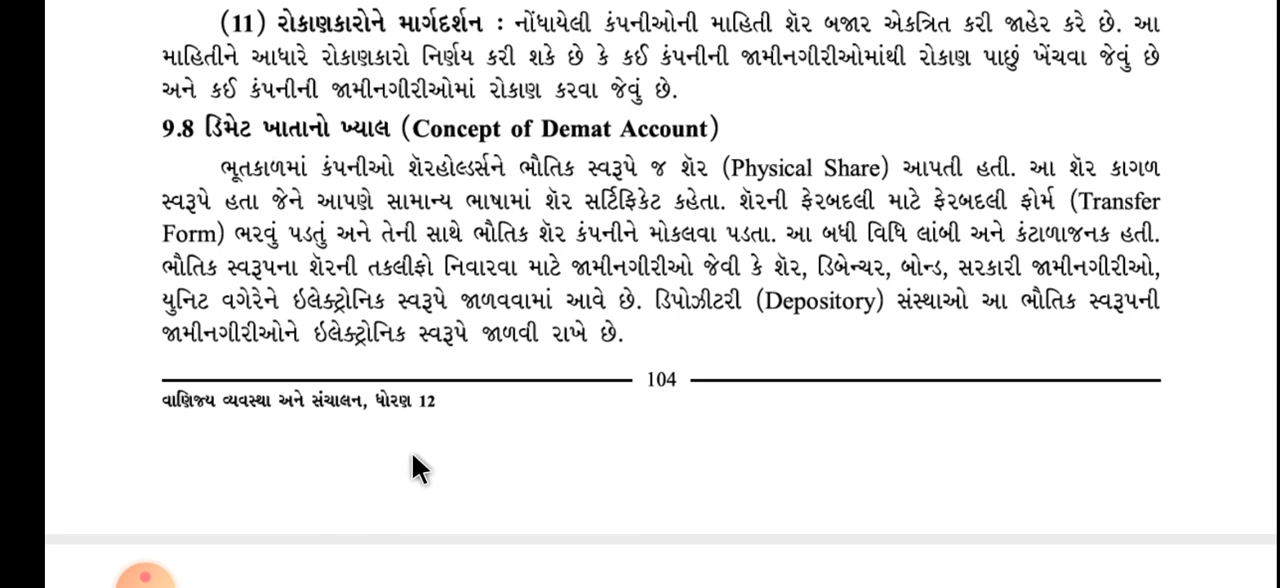 (11) રોકાણકારોને માર્ગદર્શન : નોંધાયેલી કંપનીઓની માહિતી શૅર બજાર એકત્રિત કરી જાહેર કરે છે. આ
માહિતીને આધારે રોકાણકારો નિર્ણય કરી શકે છે કે કઈ કંપનીની જામીનગીરીઓમાંથી રોકાણ પાછું ખેંચવા જેવું છે
અને કઈ કંપનીની જામીનગીરીઓમાં રોકાણ કરવા જેવું છે.
9.8 ડિમેટ ખાતાનો ખ્યાલ (Concept of Demat Account)
ભૂતકાળમાં કંપનીઓ શૅરહોલ્ડર્સને ભૌતિક સ્વરૂપે જ શૅર (Physical Share) આપતી હતી. આ શૅર કાગળ
સ્વરૂપે હતા જેને આપણે સામાન્ય ભાષામાં શૅર સર્ટિફિકેટ કહેતા. શૅરની ફેરબદલી માટે ફેરબદલી ફોર્મ (Transfer
Form) ભરવું પડતું અને તેની સાથે ભૌતિક શૅર કંપનીને મોકલવા પડતા. આ બધી વિધિ લાંબી અને કંટાળાજનક હતી.
ભૌતિક સ્વરૂપના શૅરની તકલીફો નિવારવા માટે જામીનગીરીઓ જેવી કે શૅર, ડિબેન્ચર, બોન્ડ, સરકારી જામીનગીરીઓ,
યુનિટ વગેરેને ઇલેક્ટ્રોનિક સ્વરૂપે જાળવવામાં આવે છે. ડિપોઝીટરી (Depository) સંસ્થાઓ આ ભૌતિક સ્વરૂપની
જામીનગીરીઓને ઇલેક્ટ્રોનિક સ્વરૂપે જાળવી રાખે છે.
104
વાણિજ્ય વ્યવસ્થા અને સંચાલન, ધોરણ 12